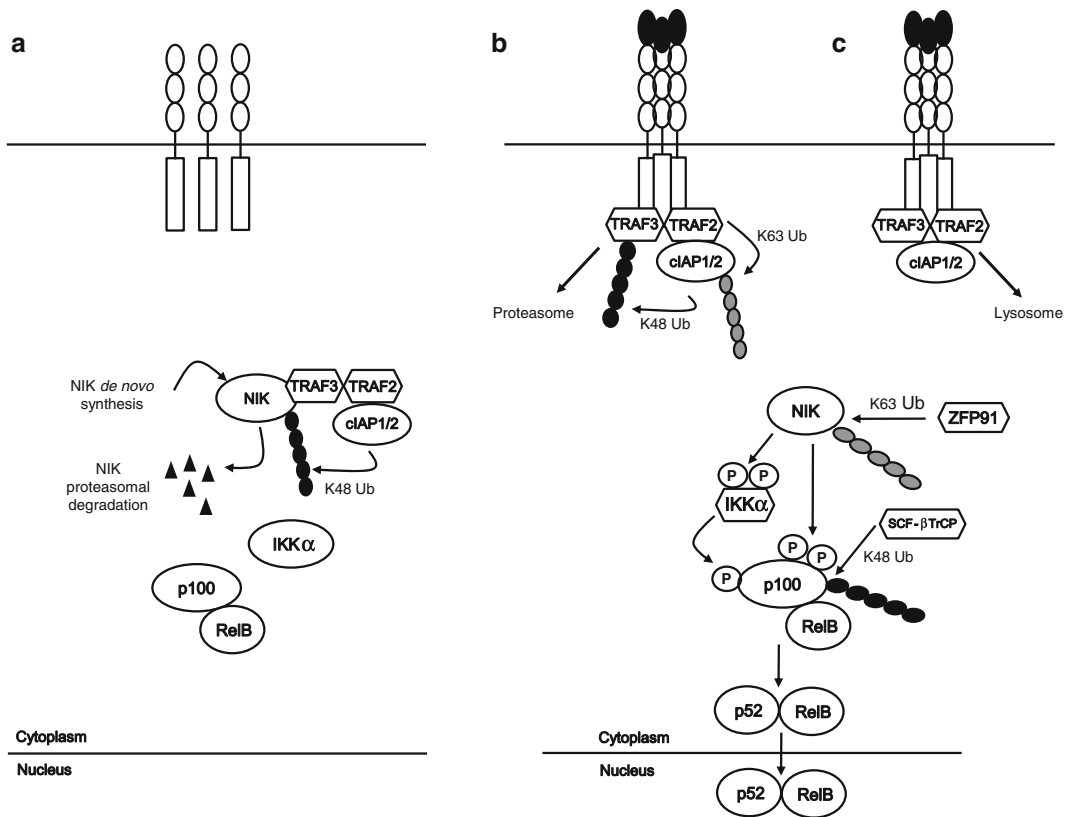 a
NIK de novo
synthesis
NIK
TRAF3
TRAF2
cIAP1/2
K48 Ub
NIK
proteasomal
degradation
IKKα
p100
RelB
Cytoplasm
Nucleus
b
TRAF3
TRAF2
K63 Ub
cIAP1/2
Proteasome
K48 Ub
NIK
K63 Ub
ZFP91
P
P
IKKα
SCF-βTrCP
K48 Ub
P
P
P
p100
RelB
p52
RelB
Cytoplasm
Nucleus
p52
RelB
c
TRAF3
TRAF2
cIAP1/2
Lysosome